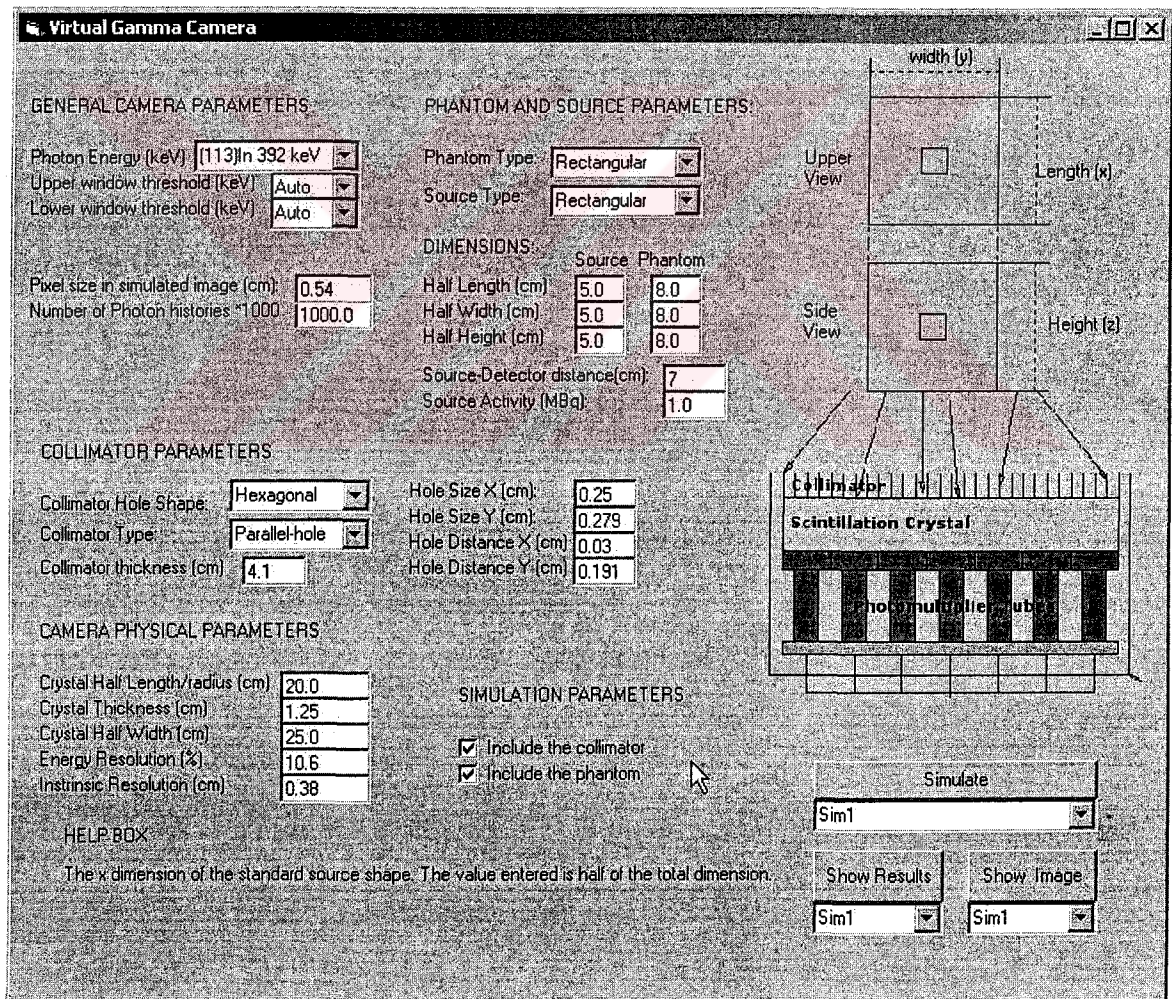 Virtual Gamma Camera
GENERAL CAMERA PARAMETERS
Photon Energy (keV) [113]In 392 keV
Upper window threshold (keV) Auto
Lower window threshold (keV) Auto
Pixel size in simulated image (cm): 0.54
Number of Photon histories *1000 1000.0
PHANTOM AND SOURCE PARAMETERS:
Phantom Type: Rectangular
Source Type: Rectangular
DIMENSIONS:
Source Phantom
Half Length (cm) 5.0 8.0
Half Width (cm) 5.0 8.0
Half Height (cm) 5.0 8.0
Source-Detector distance(cm): 7
Source Activity (MBq): 1.0
width (y)
Upper
View
Length (x)
Side
View
Height (z)
Collimator
Scintillation Crystal
Photomultiplier Tubes
COLLIMATOR PARAMETERS
Collimator Hole Shape: Hexagonal
Collimator Type: Parallel-hole
Collimator thickness (cm) 4.1
Hole Size X (cm): 0.25
Hole Size Y (cm): 0.279
Hole Distance X (cm) 0.03
Hole Distance Y (cm) 0.191
CAMERA PHYSICAL PARAMETERS
Crystal Half Length/radius (cm) 20.0
Crystal Thickness (cm) 1.25
Crystal Half Width (cm) 25.0
Energy Resolution (%) 10.6
Instrinsic Resolution (cm) 0.38
SIMULATION PARAMETERS
Include the collimator
Include the phantom
Simulate
Sim1
Show Results
Sim1
Show Image
Sim1
HELP BOX
The x dimension of the standard source shape. The value entered is half of the total dimension.